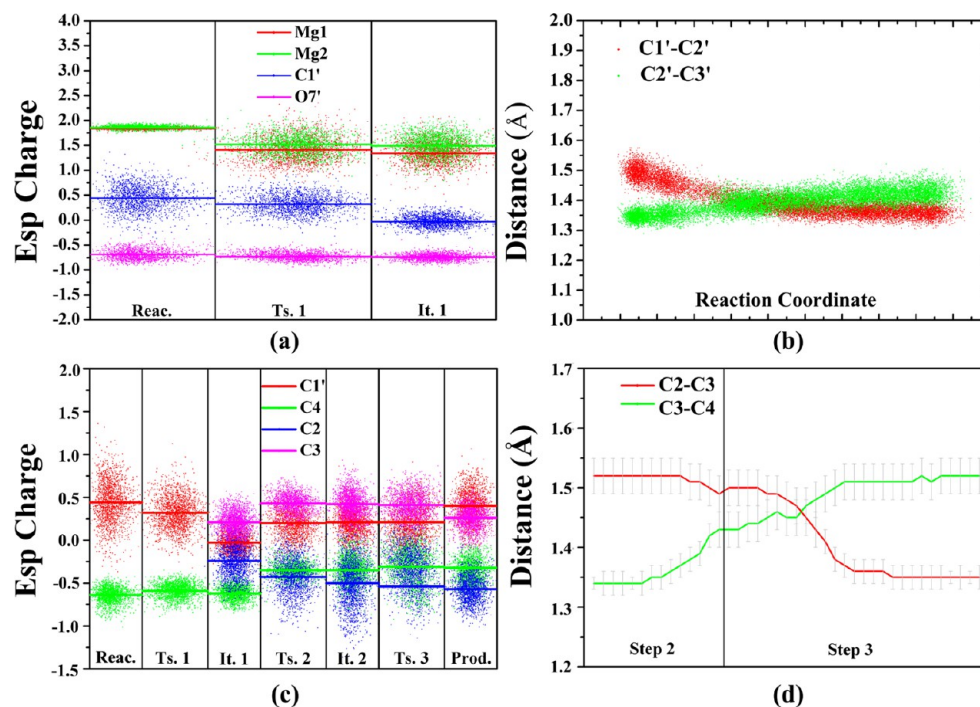 Esp Charge
4.0
3.5
3.0
2.5
2.0
1.5
1.0
0.5
0.0
-0.5
-1.0
-1.5
-2.0
Mg1
Mg2
C1'
O7'
Reac.
Ts. 1
It. 1
(a)
Distance (Å)
2.0
1.9
1.8
1.7
1.6
1.5
1.4
1.3
1.2
1.1
1.0
C1'-C2'
C2'-C3'
Reaction Coordinate
(b)
Esp Charge
2.0
1.5
1.0
0.5
0.0
-0.5
-1.0
-1.5
C1'
C4
C2
C3
Reac.
Ts. 1
It. 1
Ts. 2
It. 2
Ts. 3
Prod.
(c)
Distance (Å)
1.7
1.6
1.5
1.4
1.3
1.2
C2-C3
C3-C4
Step 2
Step 3
(d)